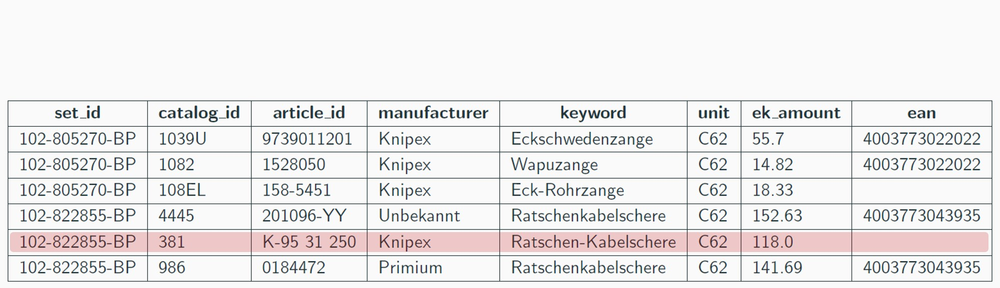 set_id catalog_id article_id manufacturer keyword unit ek_amount ean
102-805270-BP 1039U 9739011201 Knipex Eckschwedenzange C62 55.7 4003773022022
102-805270-BP 1082 1528050 Knipex Wapuzange C62 14.82 4003773022022
102-805270-BP 108EL 158-5451 Knipex Eck-Rohrzange C62 18.33
102-822855-BP 4445 201096-YY Unbekannt Ratschenkabelschere C62 152.63 4003773043935
102-822855-BP 381 K-95 31 250 Knipex Ratschen-Kabelschere C62 118.0
102-822855-BP 986 0184472 Primium Ratschenkabelschere C62 141.69 4003773043935